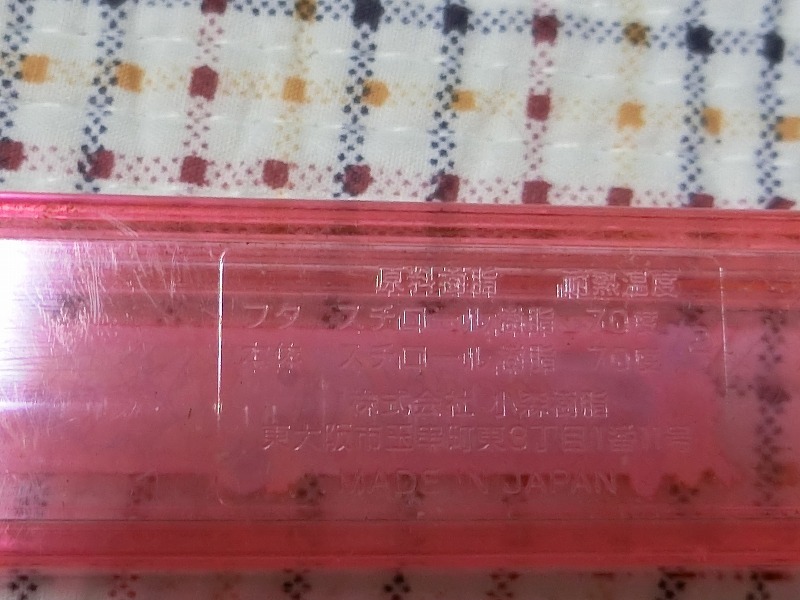 原料樹脂 耐熱温度
フタ スチロール樹脂 70度
本体 スチロール樹脂 70度
株式会社 小森樹脂
東大阪市玉串町東3丁目1番11号
MADE IN JAPAN